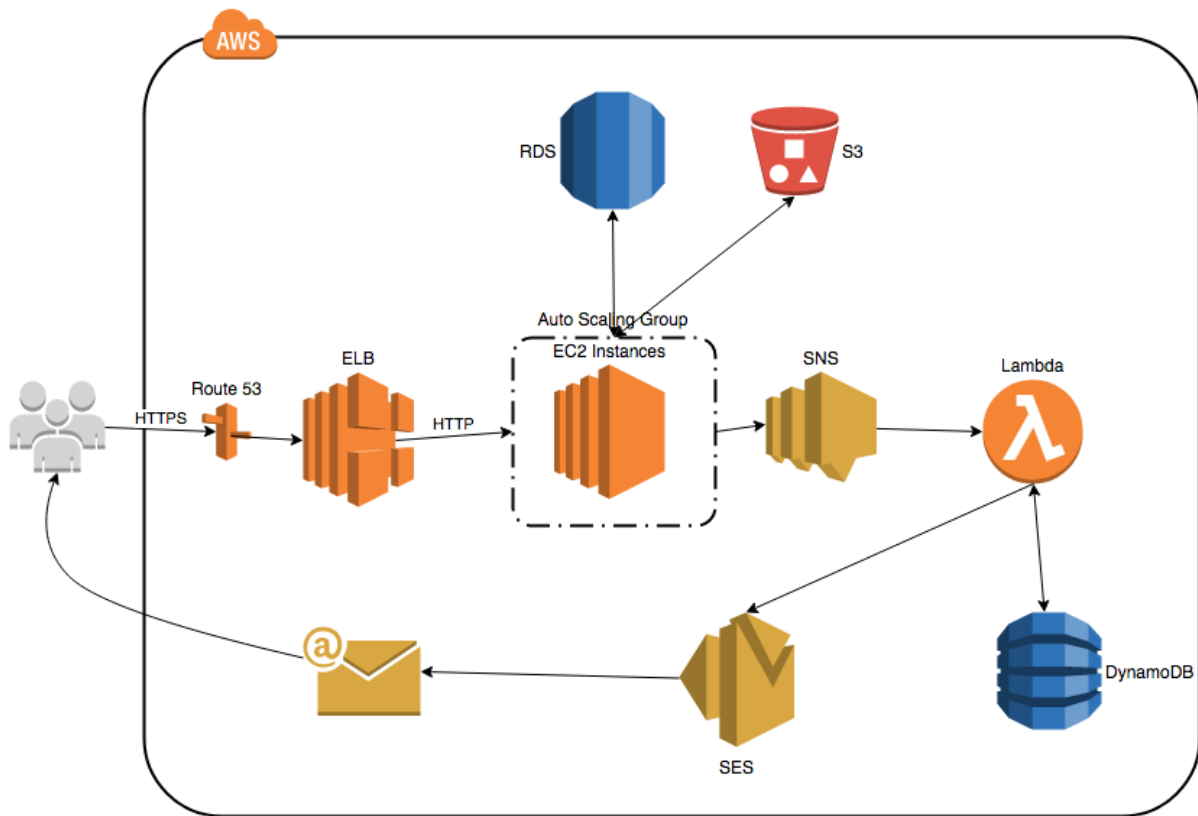 AWS
RDS
S3
Auto Scaling Group
EC2 Instances
ELB
SNS
Lambda
Route 53
HTTPS
HTTP
@
DynamoDB
SES